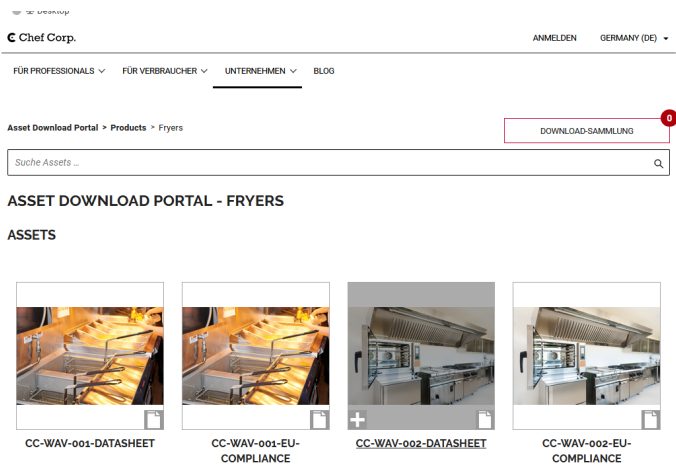 Desktop
Chef Corp.
ANMELDEN GERMANY (DE)
FÜR PROFESSIONALS FÜR VERBRAUCHER UNTERNEHMEN BLOG
0
Asset Download Portal > Products > Fryers
DOWNLOAD-SAMMLUNG
Suche Assets ...
ASSET DOWNLOAD PORTAL - FRYERS
ASSETS
CC-WAV-001-DATASHEET
CC-WAV-001-EU-
COMPLIANCE
CC-WAV-002-DATASHEET
CC-WAV-002-EU-
COMPLIANCE